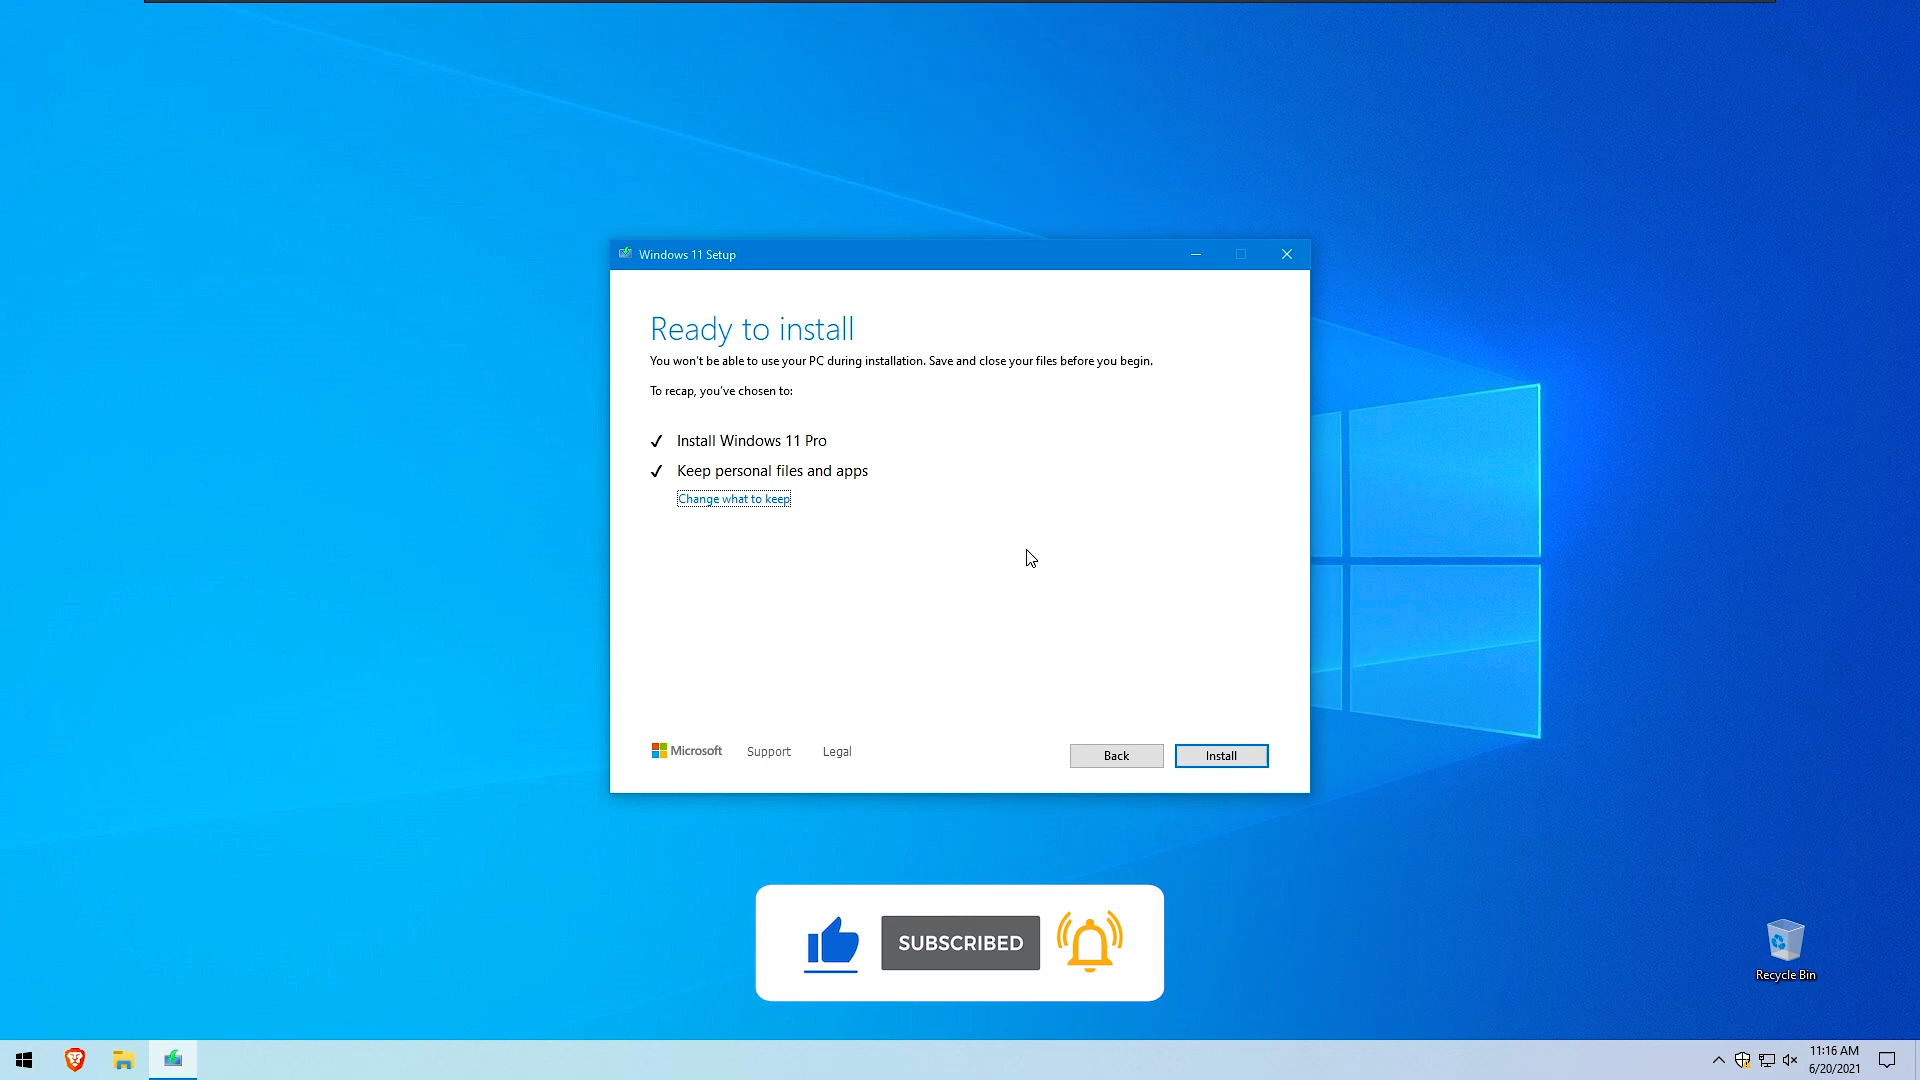 Windows 11 Setup
Ready to install
You won't be able to use your PC during installation. Save and close your files before you begin.
To recap, you've chosen to:
Install Windows 11 Pro
Keep personal files and apps
Change what to keep
Microsoft Support Legal
Back Install
SUBSCRIBED
Recycle Bin
11:16 AM
6/20/2021